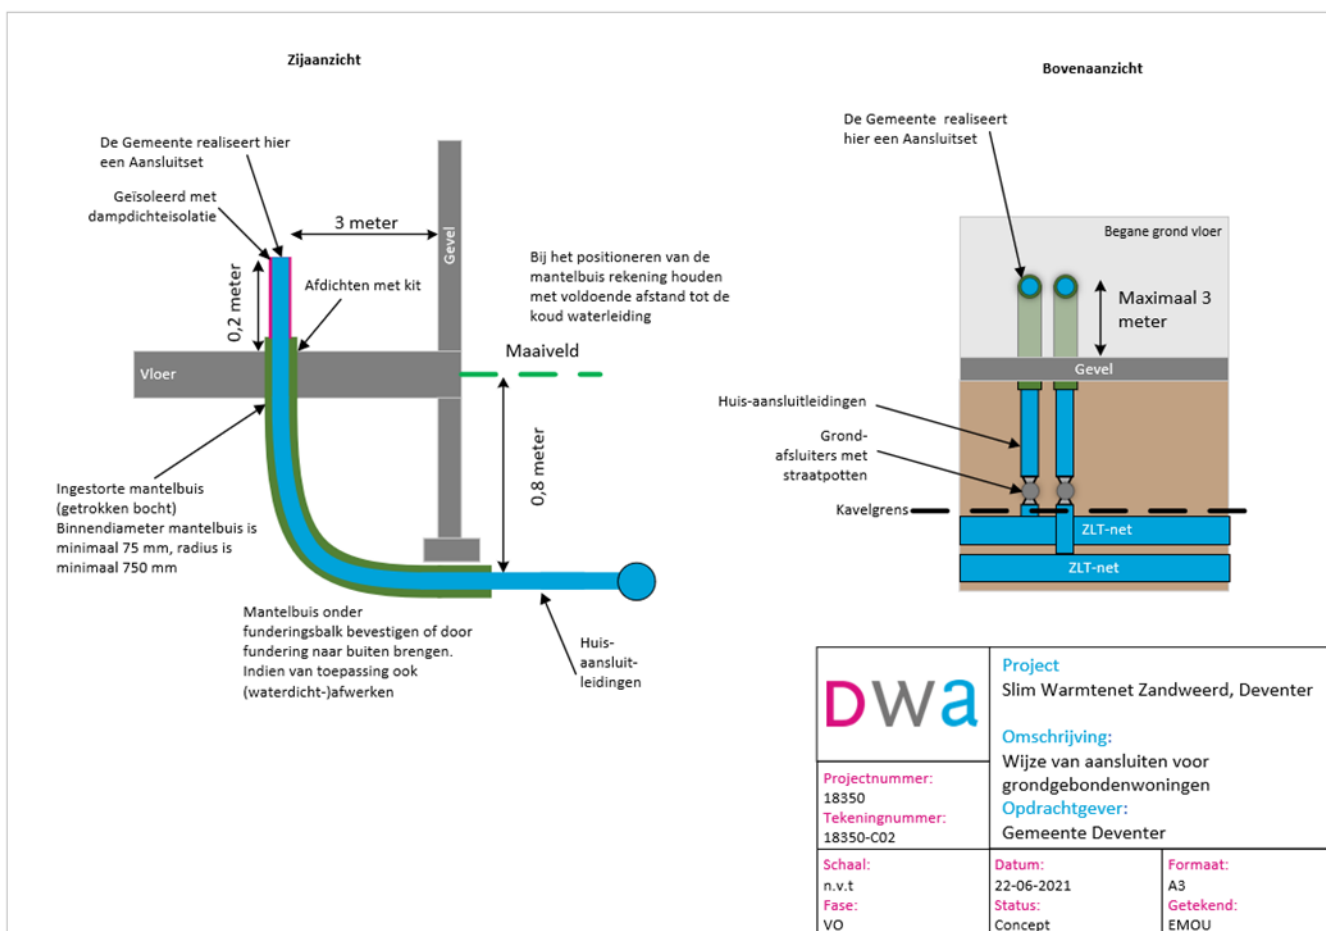 Zijaanzicht
De Gemeente realiseert hier
een Aansluitset
Geïsoleerd met
dampdichteisolatie
3 meter
Gevel
0,2 meter
Afdichten met kit
Bij het positioneren van de
mantelbuis rekening houden
met voldoende afstand tot de
koud waterleiding
Vloer
Maaiveld
0,8 meter
Ingestorte mantelbuis
(getrokken bocht)
Binnendiameter mantelbuis is
minimaal 75 mm, radius is
minimaal 750 mm
Mantelbuis onder
funderingsbalk bevestigen of door
fundering naar buiten brengen.
Indien van toepassing ook
(waterdicht-)afwerken
Huis-
aansluit-
leidingen
Bovenaanzicht
De Gemeente realiseert
hier een Aansluitset
Begane grond vloer
Maximaal 3
meter
Gevel
Huis-aansluitleidingen
Grond-
afsluiters met
straatpotten
Kavelgrens
ZLT-net
ZLT-net
DWa
Project
Slim Warmtenet Zandweerd, Deventer
Omschrijving:
Wijze van aansluiten voor
grondgebondenwoningen
Opdrachtgever:
Gemeente Deventer
Projectnummer:
18350
Tekeningnummer:
18350-C02
Schaal:
n.v.t
Fase:
VO
Datum:
22-06-2021
Status:
Concept
Formaat:
A3
Getekend:
EMOU